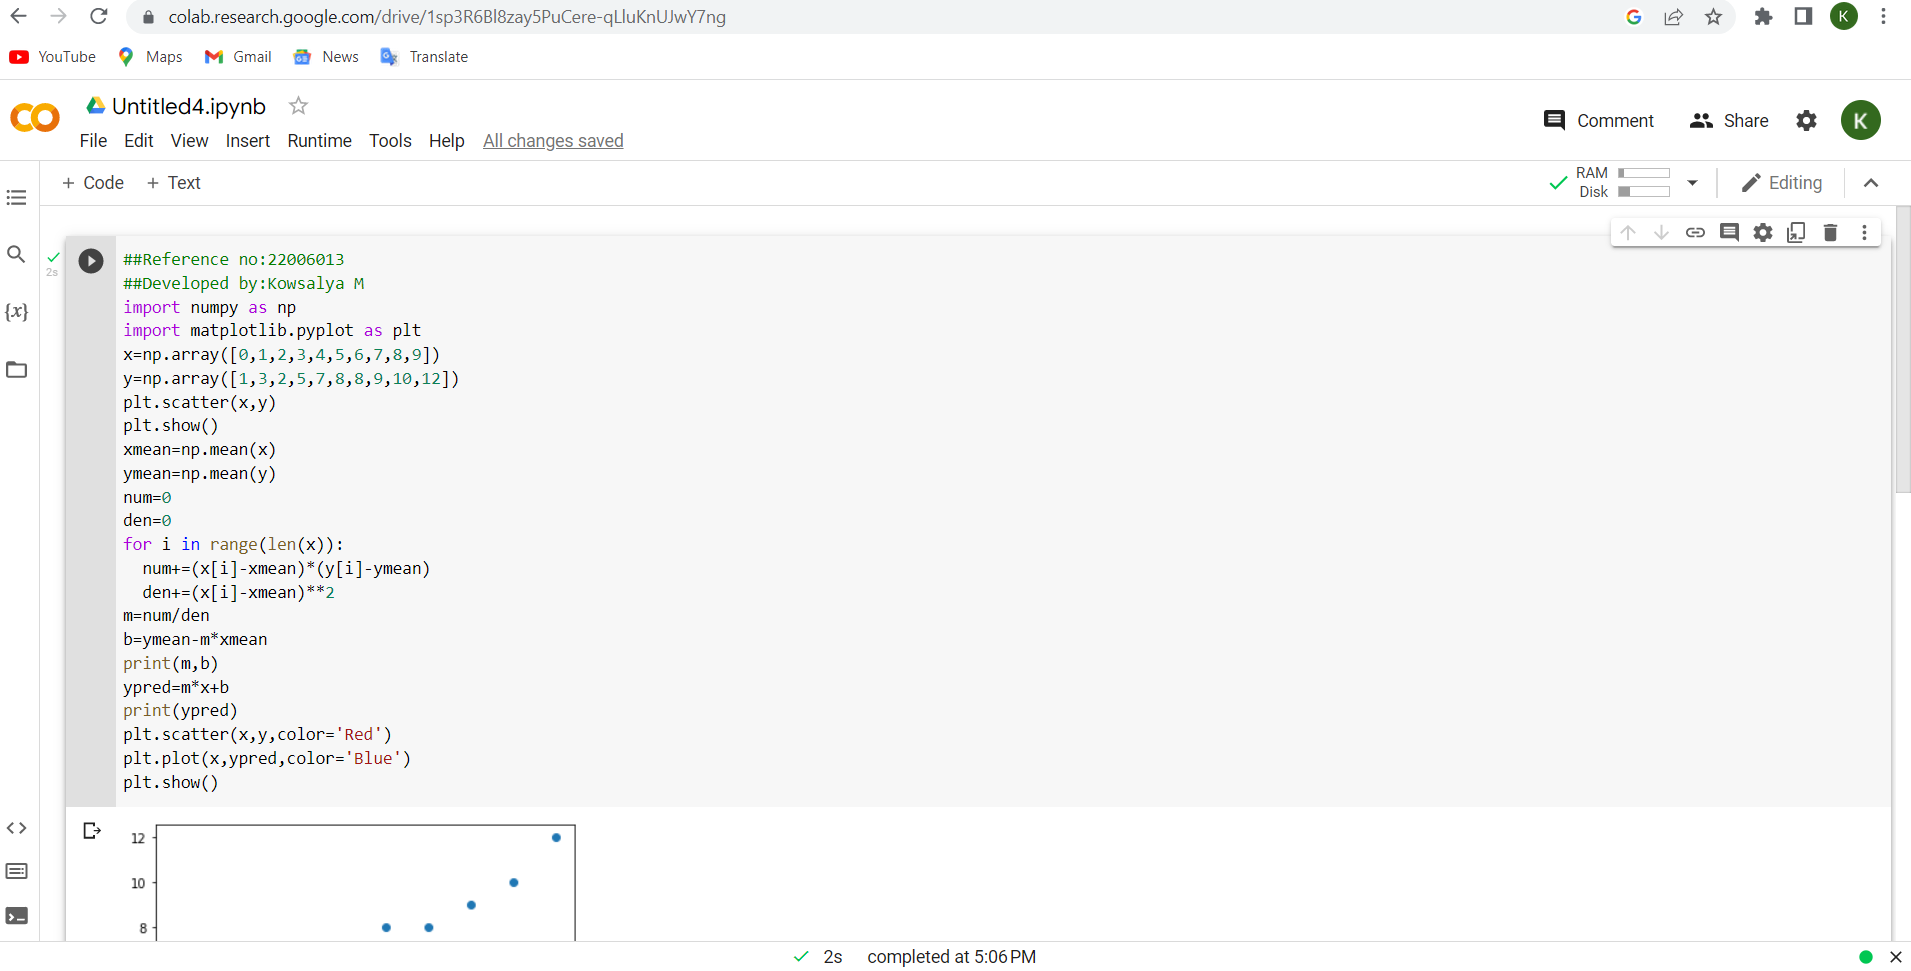 colab.research.google.com/drive/1sp3R6Bl8zay5PuCere-qLluKnUJwY7ng
K
YouTube Maps Gmail News Translate
Untitled4.ipynb
File Edit View Insert Runtime Tools Help All changes saved
Comment Share K
+ Code + Text
RAM
Disk
Editing
2s
##Reference no:22006013
##Developed by:Kowsalya M
import numpy as np
import matplotlib.pyplot as plt
x=np.array([0,1,2,3,4,5,6,7,8,9])
y=np.array([1,3,2,5,7,8,8,9,10,12])
plt.scatter(x,y)
plt.show()
xmean=np.mean(x)
ymean=np.mean(y)
num=0
den=0
for i in range(len(x)):
  num+=(x[i]-xmean)*(y[i]-ymean)
  den+=(x[i]-xmean)**2
m=num/den
b=ymean-m*xmean
print(m,b)
ypred=m*x+b
print(ypred)
plt.scatter(x,y,color='Red')
plt.plot(x,ypred,color='Blue')
plt.show()
12
10
8
2s completed at 5:06 PM